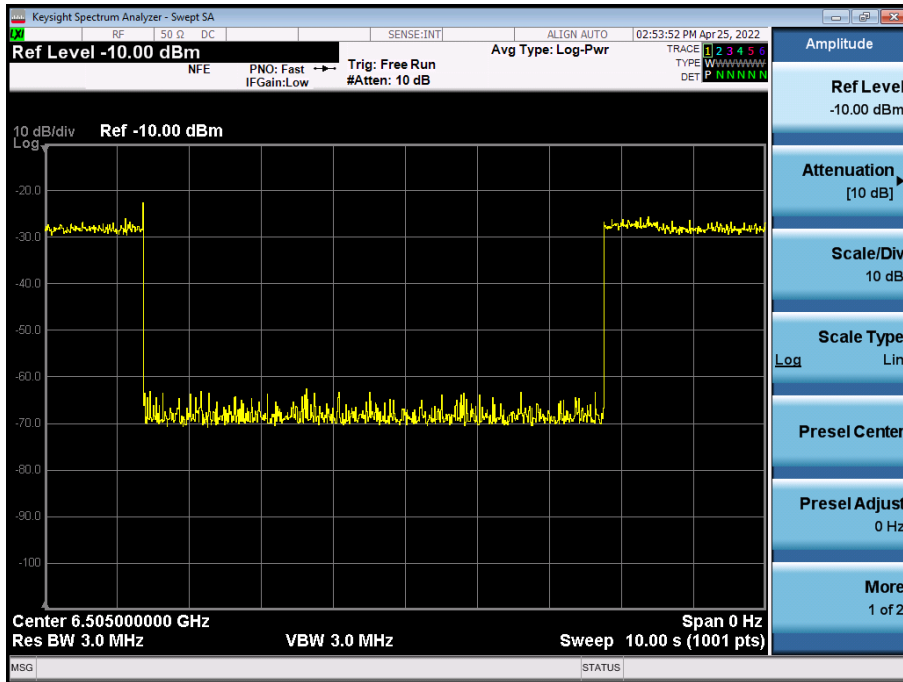 Keysight Spectrum Analyzer - Swept SA
LXI
RF 50 Ω DC SENSE:INT ALIGN AUTO 02:53:52 PM Apr 25, 2022
Ref Level -10.00 dBm
NFE
PNO: Fast
IFGain:Low
Trig: Free Run
#Atten: 10 dB
Avg Type: Log-Pwr
TRACE 1 2 3 4 5 6
TYPE WWWWWW
DET P N N N N N
10 dB/div Ref -10.00 dBm
Log
-20.0
-30.0
-40.0
-50.0
-60.0
-70.0
-80.0
-90.0
-100
Center 6.505000000 GHz Span 0 Hz
Res BW 3.0 MHz VBW 3.0 MHz Sweep 10.00 s (1001 pts)
MSG STATUS
Amplitude
Ref Level
-10.00 dBm
Attenuation
[10 dB]
Scale/Div
10 dB
Scale Type
Log Lin
Presel Center
Presel Adjust
0 Hz
More
1 of 2